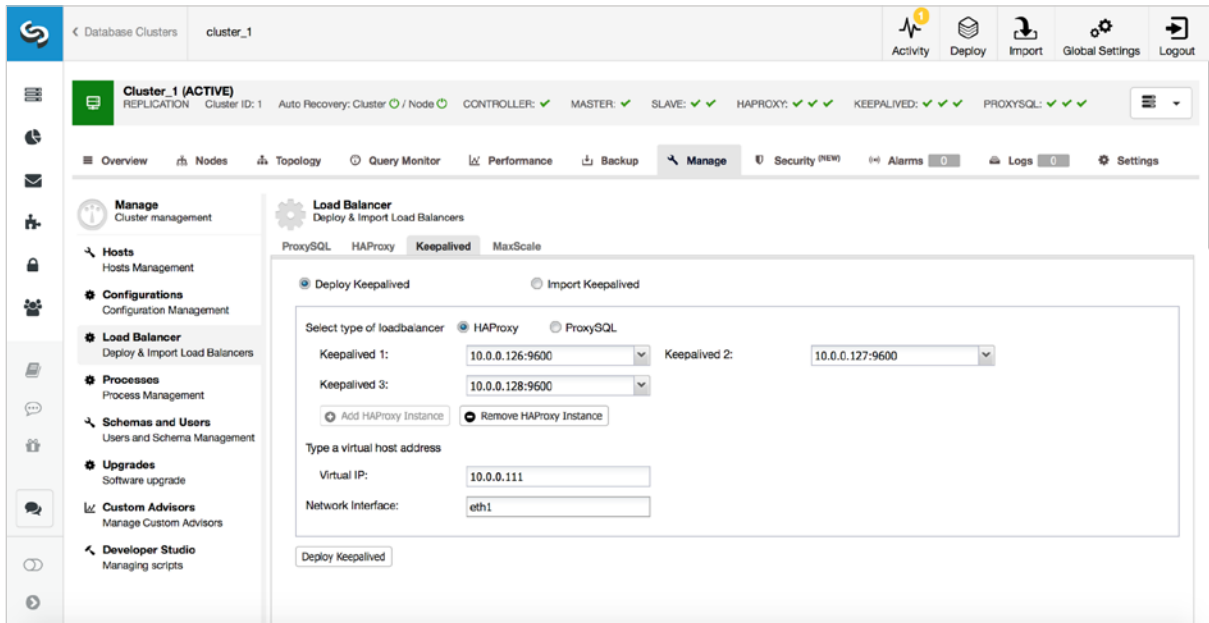 Database Clusters cluster_1
1
Activity Deploy Import Global Settings Logout
Cluster_1 (ACTIVE)
REPLICATION Cluster ID: 1 Auto Recovery: Cluster / Node CONTROLLER: ✔ MASTER: ✔ SLAVE: ✔ ✔ HAPROXY: ✔ ✔ ✔ KEEPALIVED: ✔ ✔ ✔ PROXYSQL: ✔ ✔ ✔
Overview Nodes Topology Query Monitor Performance Backup Manage Security (NEW) Alarms 0 Logs 0 Settings
Manage
Cluster management
Hosts
Hosts Management
Configurations
Configuration Management
Load Balancer
Deploy & Import Load Balancers
Processes
Process Management
Schemas and Users
Users and Schema Management
Upgrades
Software upgrade
Custom Advisors
Manage Custom Advisors
Developer Studio
Managing scripts
Load Balancer
Deploy & Import Load Balancers
ProxySQL HAProxy Keepalived MaxScale
Deploy Keepalived Import Keepalived
Select type of loadbalancer HAProxy ProxySQL
Keepalived 1: 10.0.0.126:9600 Keepalived 2: 10.0.0.127:9600
Keepalived 3: 10.0.0.128:9600
Add HAProxy Instance Remove HAProxy Instance
Type a virtual host address
Virtual IP: 10.0.0.111
Network Interface: eth1
Deploy Keepalived